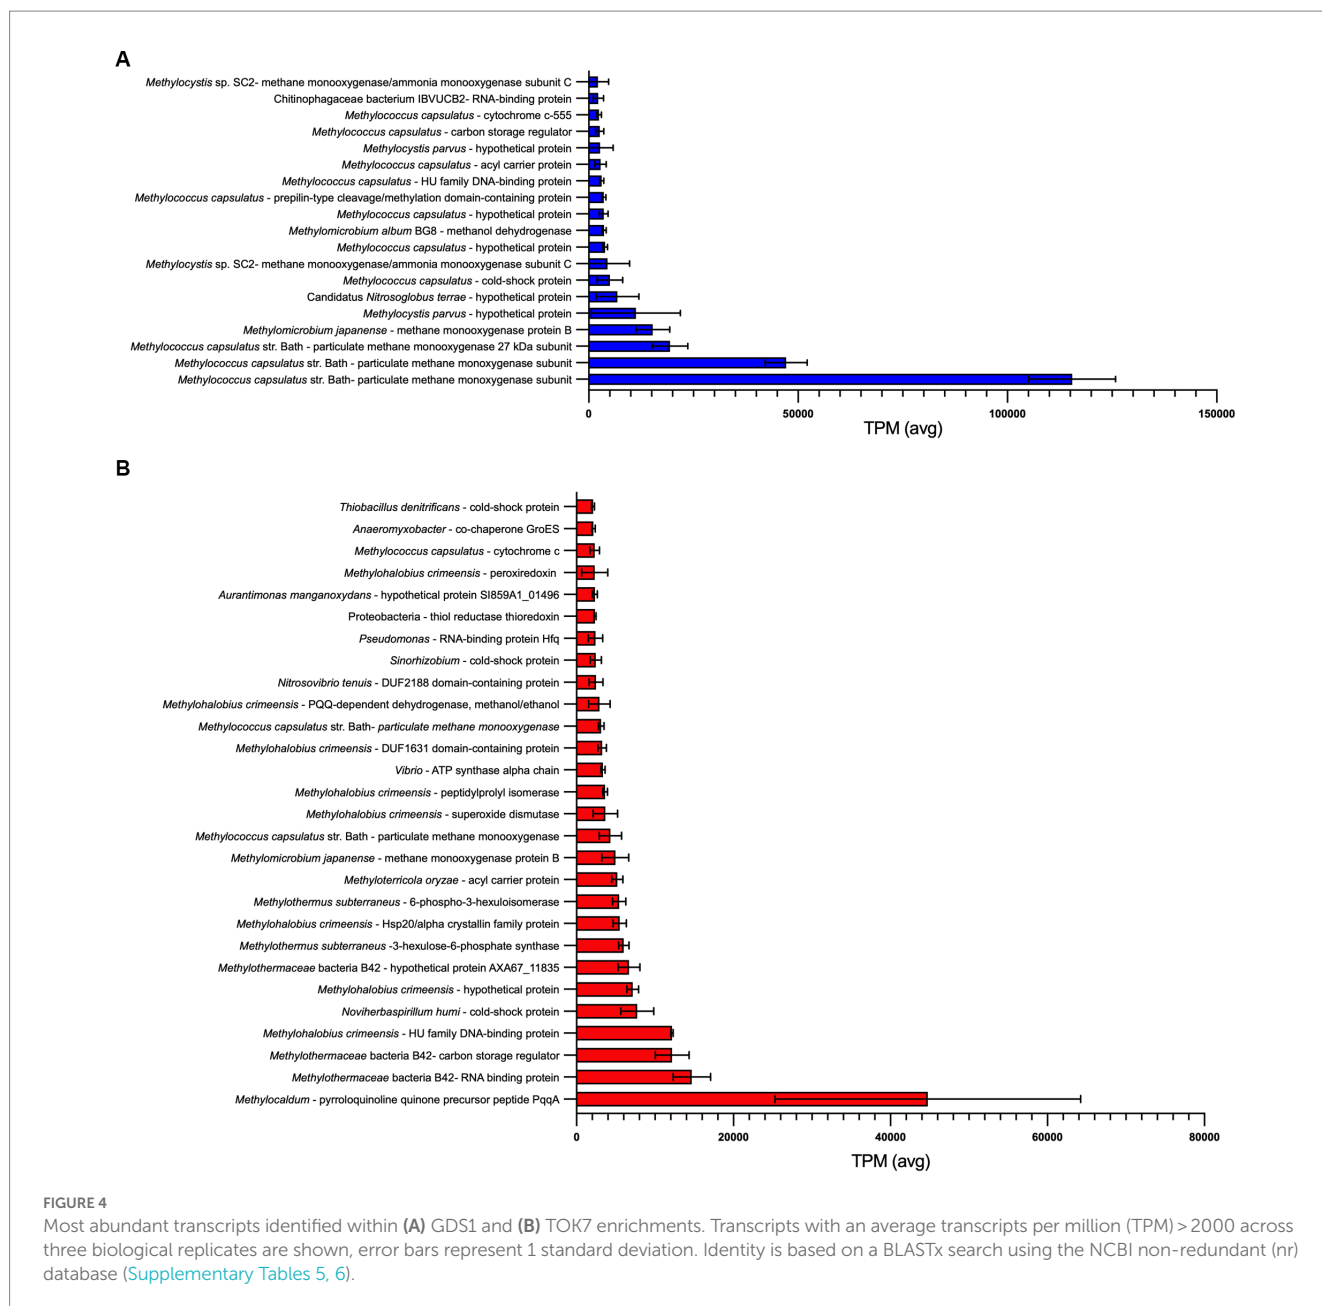 A
Methylocystis sp. SC2- methane monooxygenase/ammonia monooxygenase subunit C
Chitinophagaceae bacterium IBVUCB2- RNA-binding protein
Methylococcus capsulatus - cytochrome c-555
Methylococcus capsulatus - carbon storage regulator
Methylocystis parvus - hypothetical protein
Methylococcus capsulatus - acyl carrier protein
Methylococcus capsulatus - HU family DNA-binding protein
Methylococcus capsulatus - prepilin-type cleavage/methylation domain-containing protein
Methylococcus capsulatus - hypothetical protein
Methylomicrobium album BG8 - methanol dehydrogenase
Methylococcus capsulatus - hypothetical protein
Methylocystis sp. SC2- methane monooxygenase/ammonia monooxygenase subunit C
Methylococcus capsulatus - cold-shock protein
Candidatus Nitrosoglobus terrae - hypothetical protein
Methylocystis parvus - hypothetical protein
Methylomicrobium japanense - methane monooxygenase protein B
Methylococcus capsulatus str. Bath - particulate methane monoxygenase 27 kDa subunit
Methylococcus capsulatus str. Bath - particulate methane monoxygenase subunit
Methylococcus capsulatus str. Bath- particulate methane monoxygenase subunit
0 50000 100000 150000
TPM (avg)
B
Thiobacillus denitrificans - cold-shock protein
Anaeromyxobacter - co-chaperone GroES
Methylococcus capsulatus - cytochrome c
Methylohalobius crimeensis - peroxiredoxin
Aurantimonas manganoxydans - hypothetical protein SI859A1_01496
Proteobacteria - thiol reductase thioredoxin
Pseudomonas - RNA-binding protein Hfq
Sinorhizobium - cold-shock protein
Nitrosovibrio tenuis - DUF2188 domain-containing protein
Methylohalobius crimeensis - PQQ-dependent dehydrogenase, methanol/ethanol
Methylococcus capsulatus str. Bath- particulate methane monooxygenase
Methylohalobius crimeensis - DUF1631 domain-containing protein
Vibrio - ATP synthase alpha chain
Methylohalobius crimeensis - peptidylprolyl isomerase
Methylohalobius crimeensis - superoxide dismutase
Methylococcus capsulatus str. Bath - particulate methane monooxygenase
Methylomicrobium japanense - methane monooxygenase protein B
Methyloterricola oryzae - acyl carrier protein
Methylothermus subterraneus - 6-phospho-3-hexuloisomerase
Methylohalobius crimeensis - Hsp20/alpha crystallin family protein
Methylothermus subterraneus -3-hexulose-6-phosphate synthase
Methylothermaceae bacteria B42 - hypothetical protein AXA67_11835
Methylohalobius crimeensis - hypothetical protein
Noviherbaspirillum humi - cold-shock protein
Methylohalobius crimeensis - HU family DNA-binding protein
Methylothermaceae bacteria B42- carbon storage regulator
Methylothermaceae bacteria B42- RNA binding protein
Methylocaldum - pyrroloquinoline quinone precursor peptide PqqA
0 20000 40000 60000 80000
TPM (avg)
FIGURE 4
Most abundant transcripts identified within (A) GDS1 and (B) TOK7 enrichments. Transcripts with an average transcripts per million (TPM) > 2000 across
three biological replicates are shown, error bars represent 1 standard deviation. Identity is based on a BLASTx search using the NCBI non-redundant (nr)
database (Supplementary Tables 5, 6).